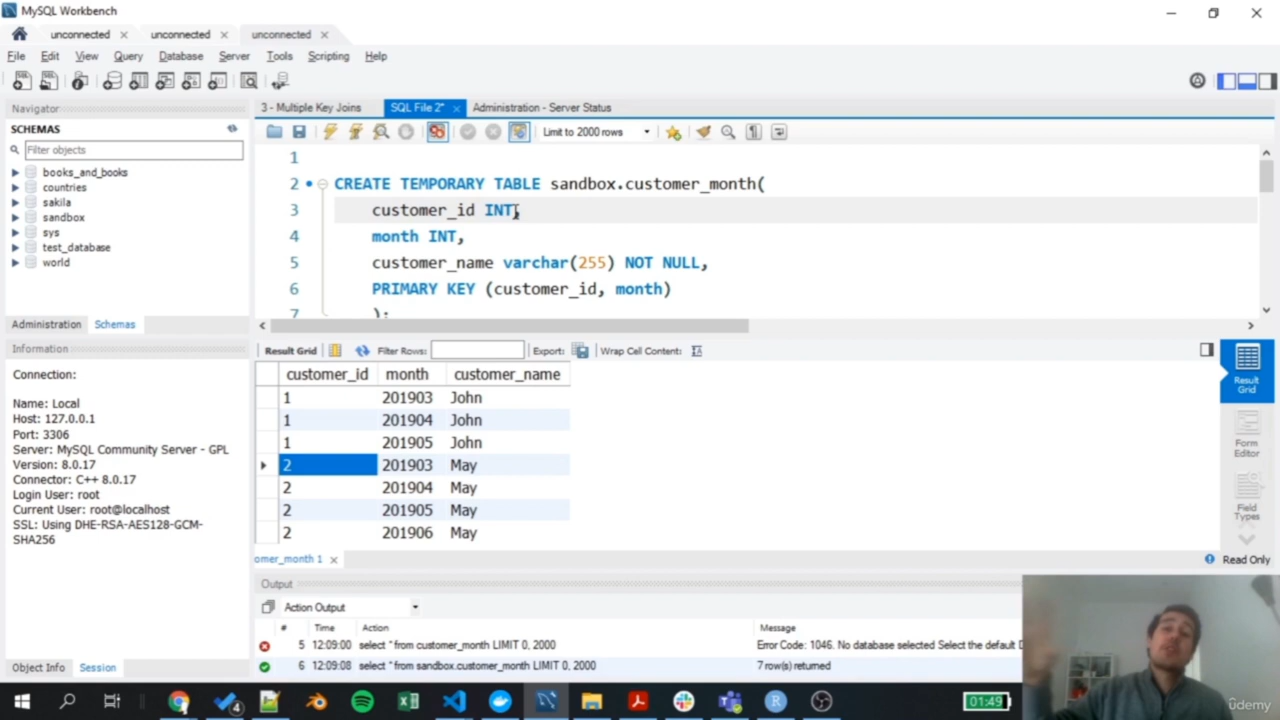 MySQL Workbench
unconnected
unconnected
unconnected
File Edit View Query Database Server Tools Scripting Help
Navigator
SCHEMAS
Filter objects
books_and_books
countries
sakila
sandbox
sys
test_database
world
Administration Schemas
Information
Connection:
Name: Local
Host: 127.0.0.1
Port: 3306
Server: MySQL Community Server - GPL
Version: 8.0.17
Connector: C++ 8.0.17
Login User: root
Current User: root@localhost
SSL: Using DHE-RSA-AES128-GCM-
SHA256
Object Info Session
3 - Multiple Key Joins SQL File 2* Administration - Server Status
Limit to 2000 rows
1
2 CREATE TEMPORARY TABLE sandbox.customer_month(
3 customer_id INT,
4 month INT,
5 customer_name varchar(255) NOT NULL,
6 PRIMARY KEY (customer_id, month)
7 );
Result Grid Filter Rows: Export: Wrap Cell Content:
customer_id month customer_name
1 201903 John
1 201904 John
1 201905 John
2 201903 May
2 201904 May
2 201905 May
2 201906 May
Result
Grid
Form
Editor
Field
Types
omer_month 1
Read Only
Output
Action Output
# Time Action Message
5 12:09:00 select * from customer_month LIMIT 0, 2000 Error Code: 1046. No database selected Select the default D
6 12:09:08 select * from sandbox.customer_month LIMIT 0, 2000 7 row(s) returned
4
01:49
ûdemy